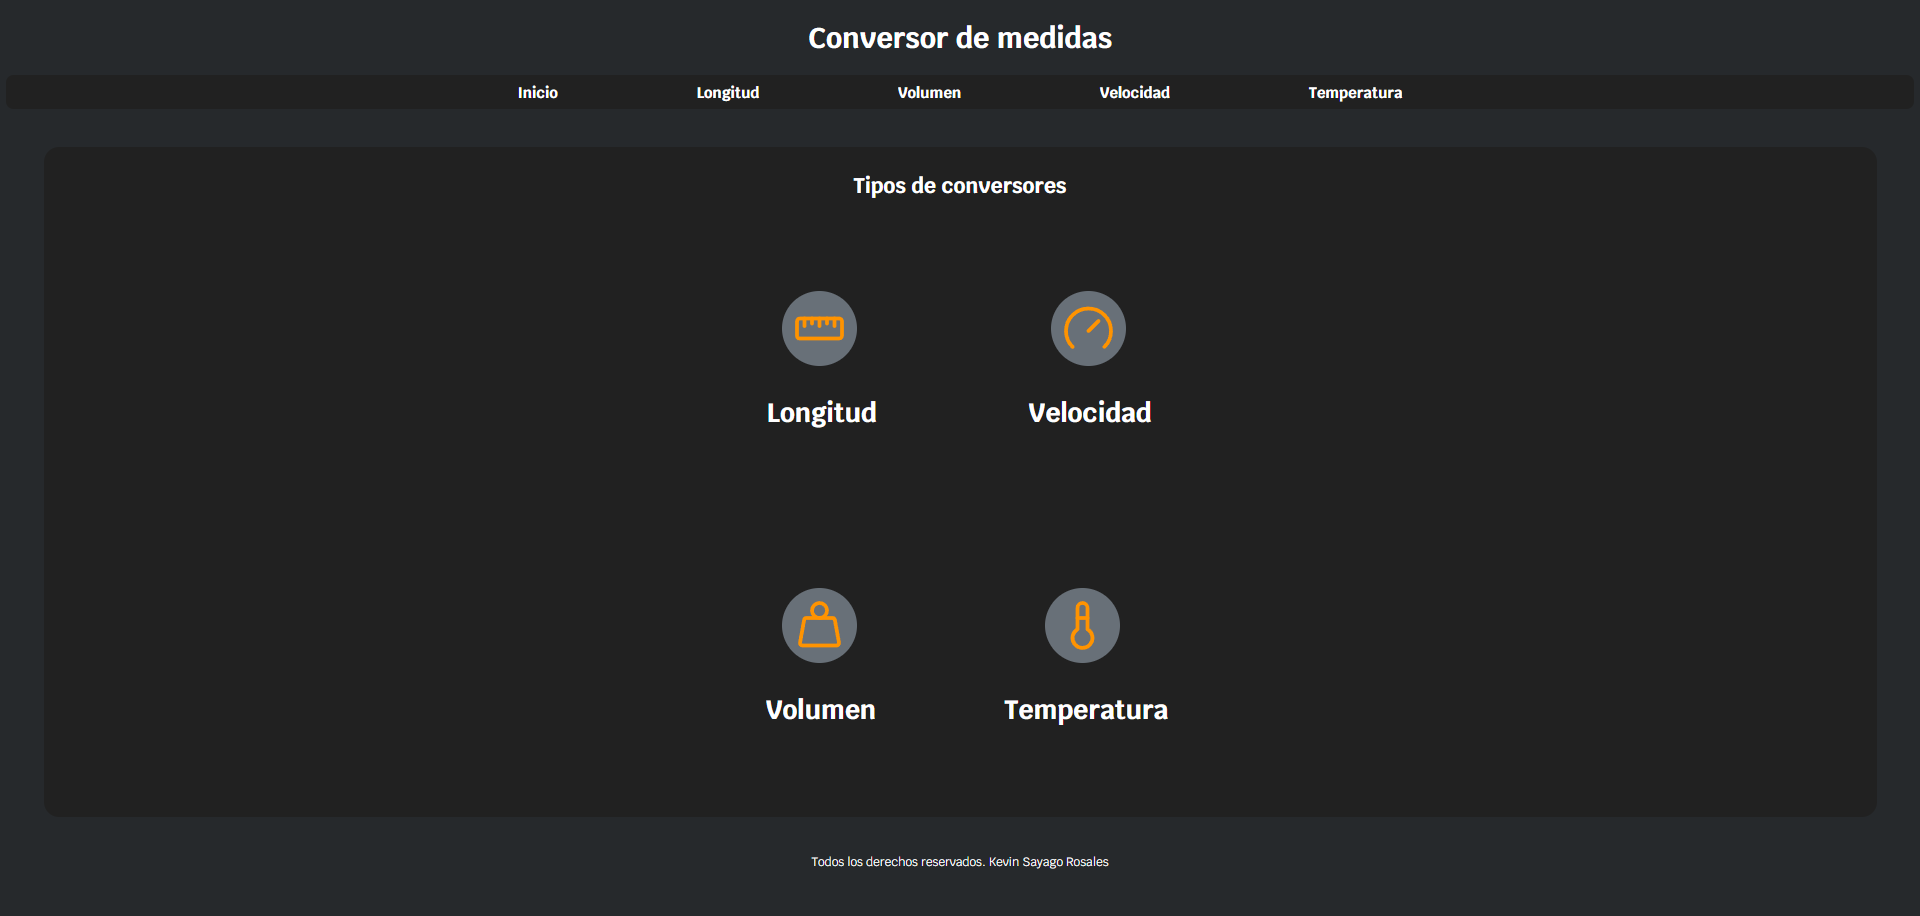 Conversor de medidas
Inicio Longitud Volumen Velocidad Temperatura
Tipos de conversores
Longitud Velocidad
Volumen Temperatura
Todos los derechos reservados. Kevin Sayago Rosales